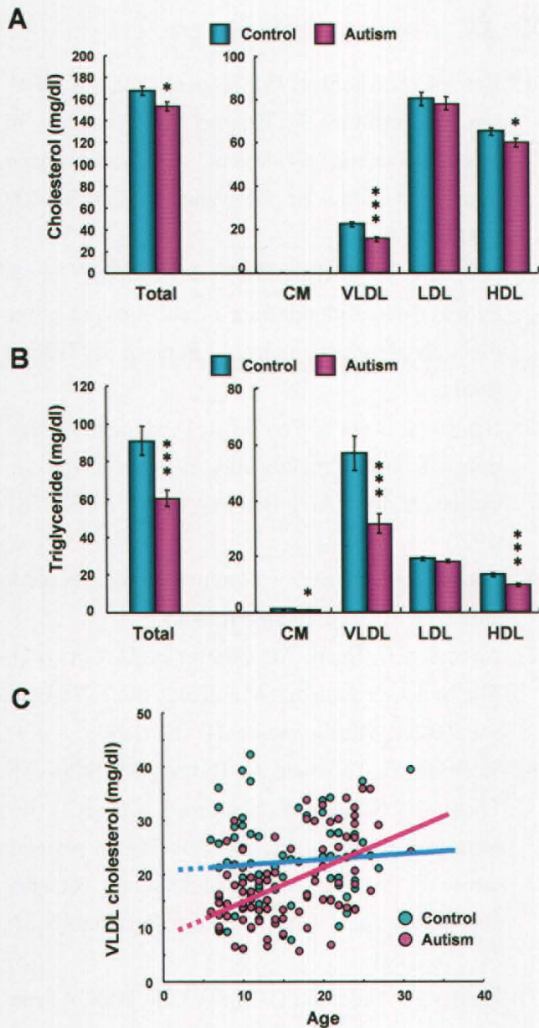 A
Control Autism
Cholesterol (mg/dl)
200
180
160
140
120
100
80
60
40
20
0
*
Total
100
80
60
40
20
0
***
*
CM VLDL LDL HDL
B
Control Autism
Triglyceride (mg/dl)
120
100
80
60
40
20
0
***
Total
80
60
40
20
0
*
***
***
CM VLDL LDL HDL
C
VLDL cholesterol (mg/dl)
50
40
30
20
10
0
Control
Autism
0 10 20 30 40
Age